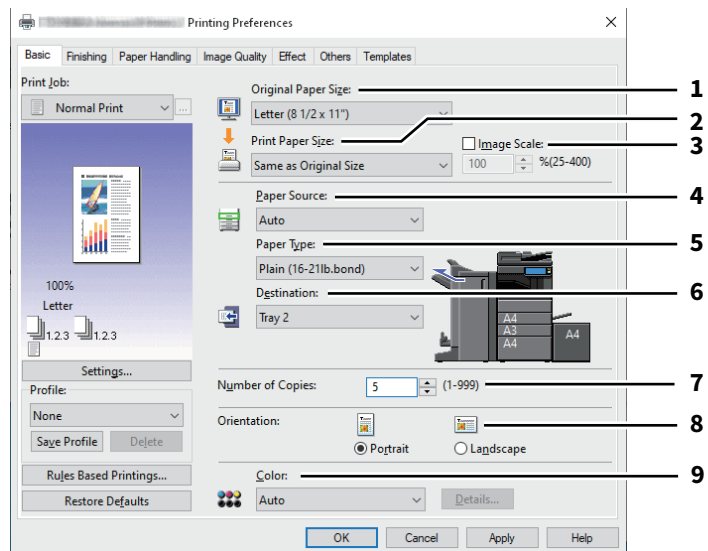 Printing Preferences
Basic Finishing Paper Handling Image Quality Effect Others Templates
Print Job:
Normal Print ...
100%
Letter
1.2.3 1.2.3
Settings...
Profile:
None
Save Profile Delete
Rules Based Printings...
Restore Defaults
Original Paper Size: 1
Letter (8 1/2 x 11")
Print Paper Size: 2
Image Scale: 3
Same as Original Size
100 %(25-400)
Paper Source: 4
Auto
Paper Type: 5
Plain (16-21lb.bond)
Destination: 6
Tray 2
A4
A3
A4
A4
Number of Copies: 5 (1-999) 7
Orientation: 8
Portrait Landscape
Color: 9
Auto Details...
OK Cancel Apply Help